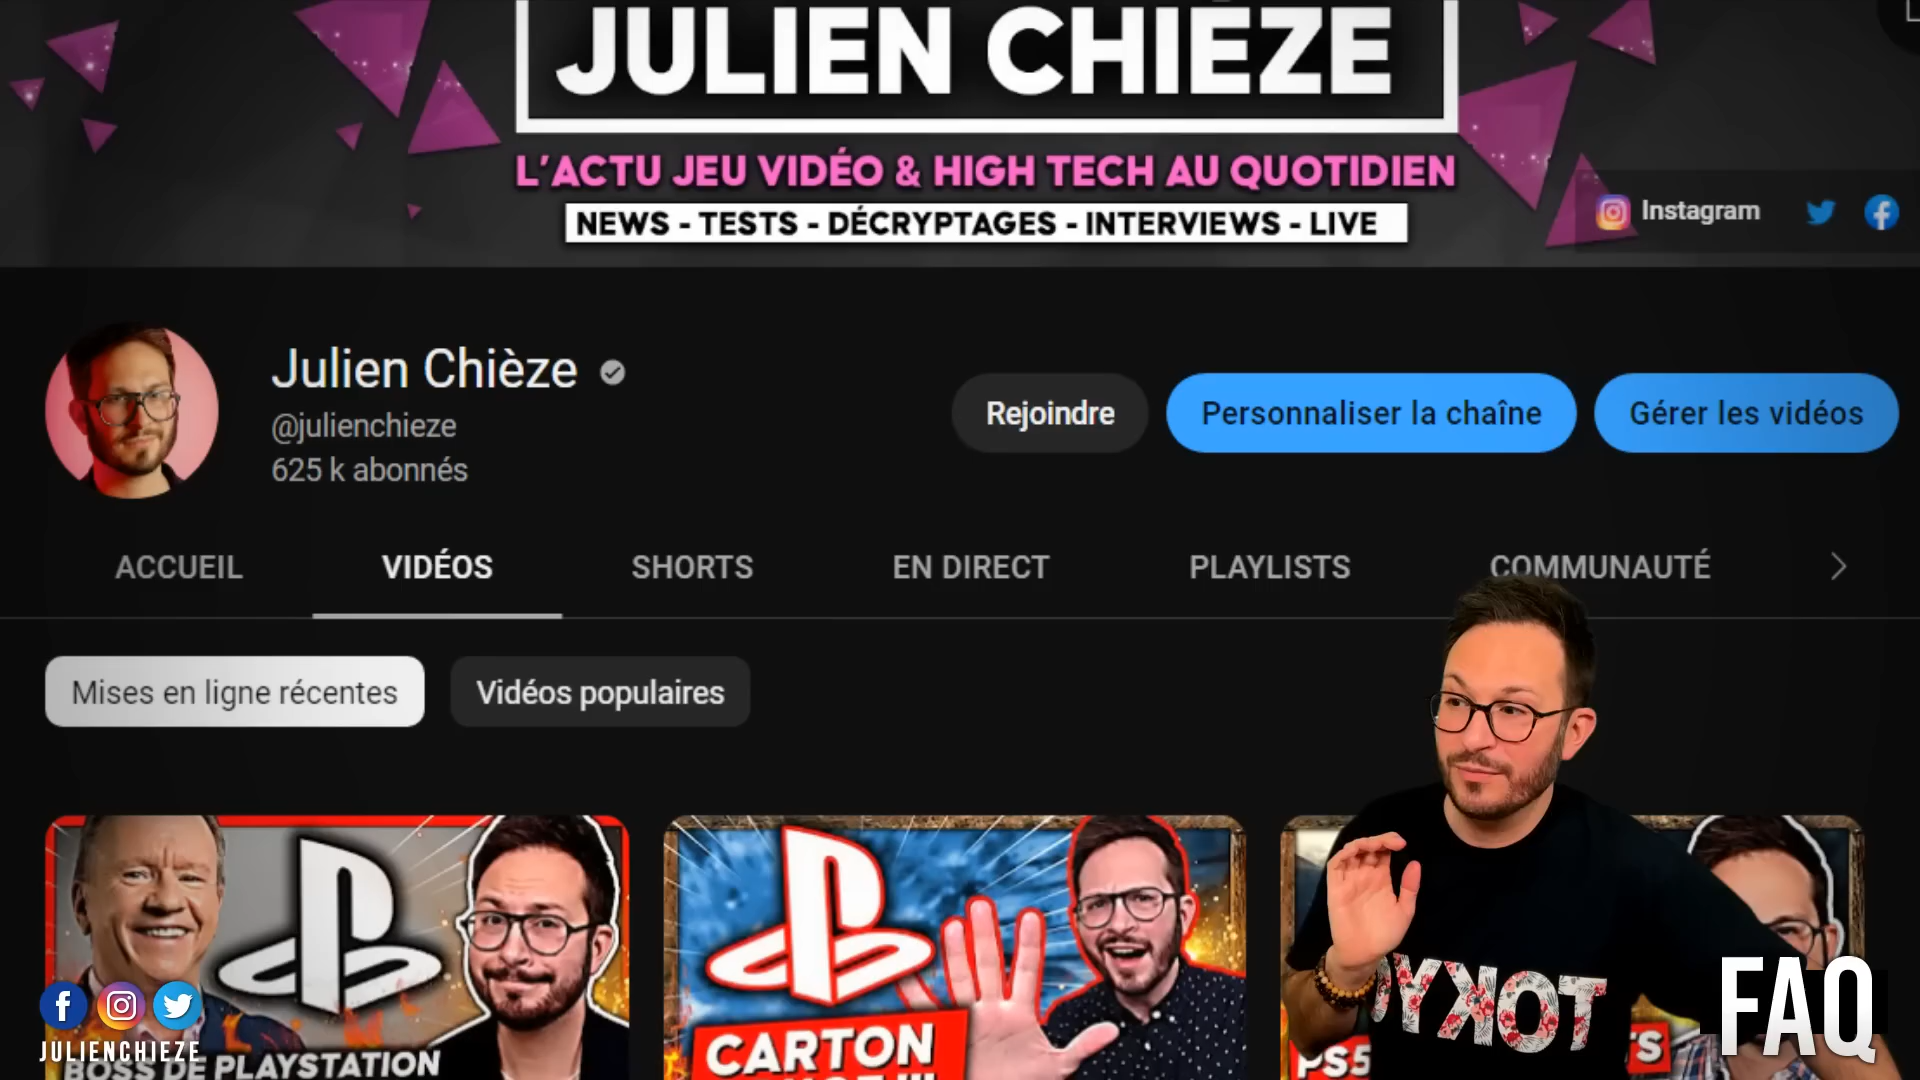 JULIEN CHIÈZE
L'ACTU JEU VIDÉO & HIGH TECH AU QUOTIDIEN
NEWS - TESTS - DÉCRYPTAGES - INTERVIEWS - LIVE
Instagram
Julien Chièze
@julienchieze
625 k abonnés
Rejoindre
Personnaliser la chaîne
Gérer les vidéos
ACCUEIL
VIDÉOS
SHORTS
EN DIRECT
PLAYLISTS
COMMUNAUTÉ
Mises en ligne récentes
Vidéos populaires
JULIENCHIEZE
BOSS DE PLAYSTATION
CARTON
PS5
TOKYO
FAQ